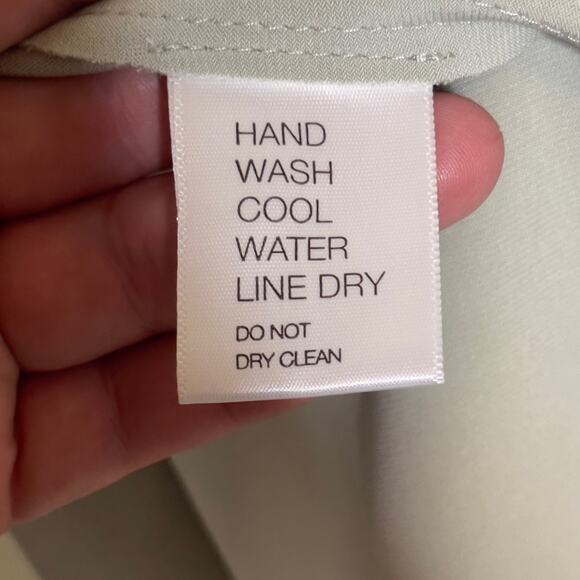 HAND
WASH
COOL
WATER
LINE DRY
DO NOT
DRY CLEAN